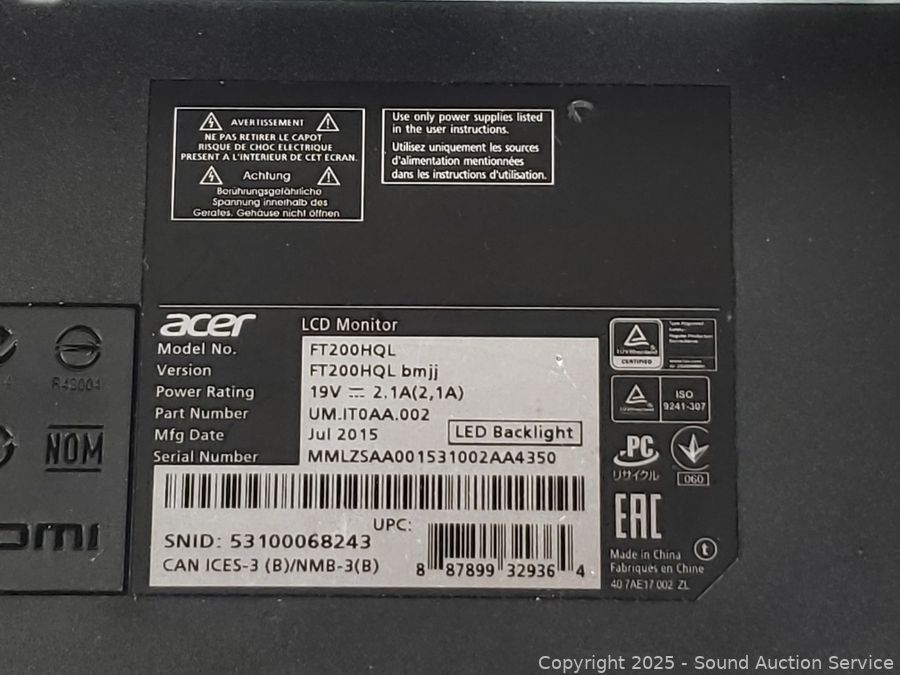 AVERTISSEMENT
NE PAS RETIRER LE CAPOT
RISQUE DE CHOC ELECTRIQUE
PRESENT A L'INTERIEUR DE CET ECRAN.
Achtung
Berührungsgefährliche
Spannung innerhalb des
Gerätes. Gehäuse nicht öffnen
Use only power supplies listed
in the user instructions.
Utilisez uniquement les sources
d'alimentation mentionnées
dans les instructions d'utilisation.
acer LCD Monitor
Model No. FT200HQL
Version FT200HQL bmjj
Power Rating 19V ⎓ 2.1A(2,1A)
Part Number UM.IT0AA.002
Mfg Date Jul 2015 LED Backlight
Serial Number MMLZSAA001531002AA4350
UPC:
SNID: 53100068243
CAN ICES-3 (B)/NMB-3(B)
8 87899 32936 4
TÜVRheinland
CERTIFIED
TÜVRheinland
ISO
9241-307
PC
リサイクル
060
EAC
Made in China
Fabriqués en Chine
40 7AE17 002 ZL
t
R43004
NOM
Copyright 2025 - Sound Auction Service